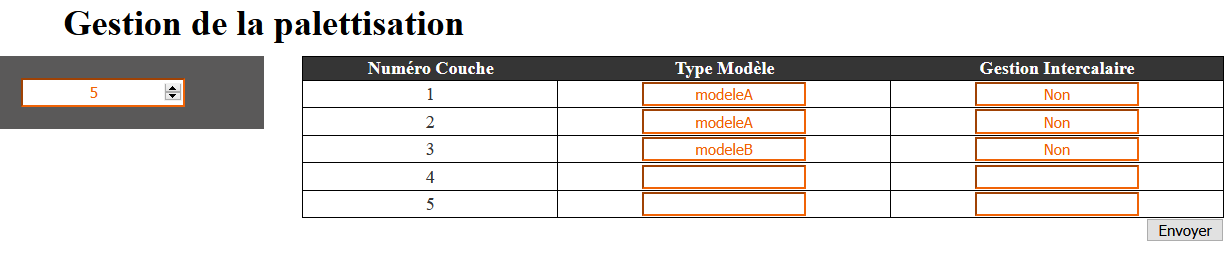 Gestion de la palettisation
5
Numéro Couche Type Modèle Gestion Intercalaire
1 modeleA Non
2 modeleA Non
3 modeleB Non
4
5
Envoyer